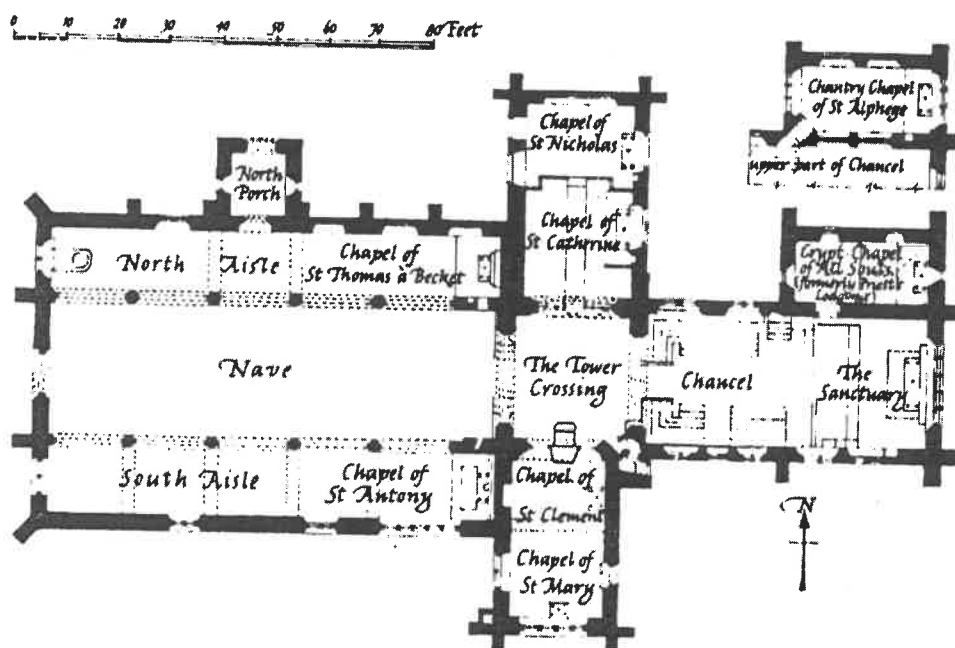 0 10 20 30 40 50 60 70 80 Feet
Chantry Chapel
of St Alphege
upper part of Chancel
Chapel of
St Nicholas
North
Porch
Chapel of
St Catherine
North Aisle
Chapel of
St Thomas à Becket
Crypt Chapel
of All Souls
(formerly Priest's
Lodging)
Nave
The Tower
Crossing
Chancel
The
Sanctuary
South Aisle
Chapel of
St Antony
Chapel of
St Clement
N
Chapel of
St Mary